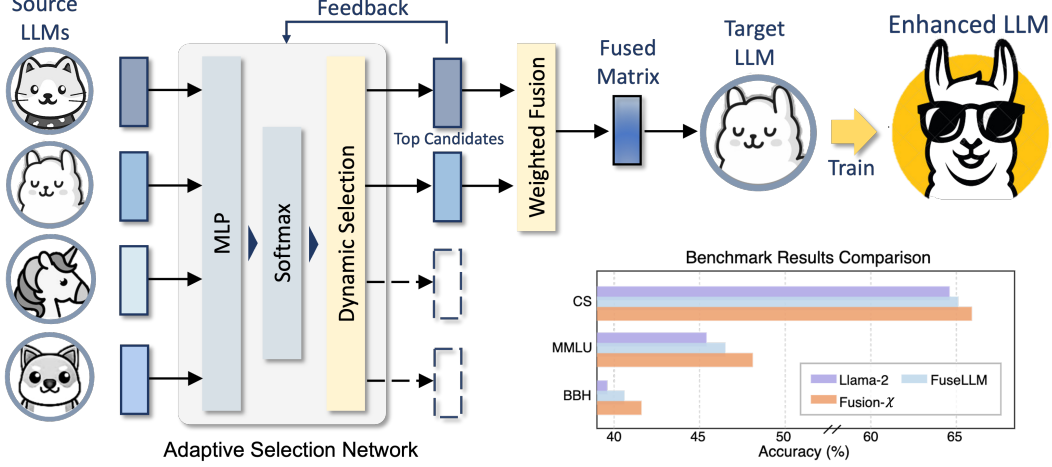 Source
LLMs
Feedback
MLP
Softmax
Dynamic Selection
Top Candidates
Adaptive Selection Network
Weighted Fusion
Fused
Matrix
Target
LLM
Train
Enhanced LLM
Benchmark Results Comparison
CS
MMLU
BBH
Llama-2
FuseLLM
Fusion-χ
40
45
50
60
65
Accuracy (%)